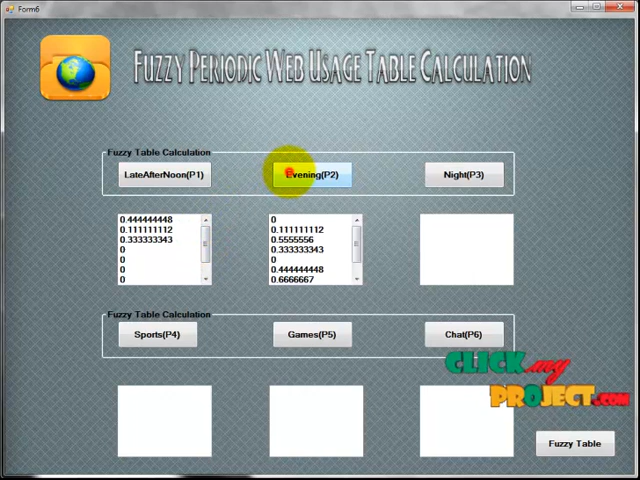 Form6
FUZZY PERIODIC WEB USAGE TABLE CALCULATION
Fuzzy Table Calculation
LateAfterNoon(P1)
Evening(P2)
Night(P3)
0.444444448
0.111111112
0.333333343
0
0
0
0
0
0.111111112
0.5555556
0.333333343
0
0.444444448
0.6666667
Fuzzy Table Calculation
Sports(P4)
Games(P5)
Chat(P6)
CLICK my
PROJECT.COM
Fuzzy Table